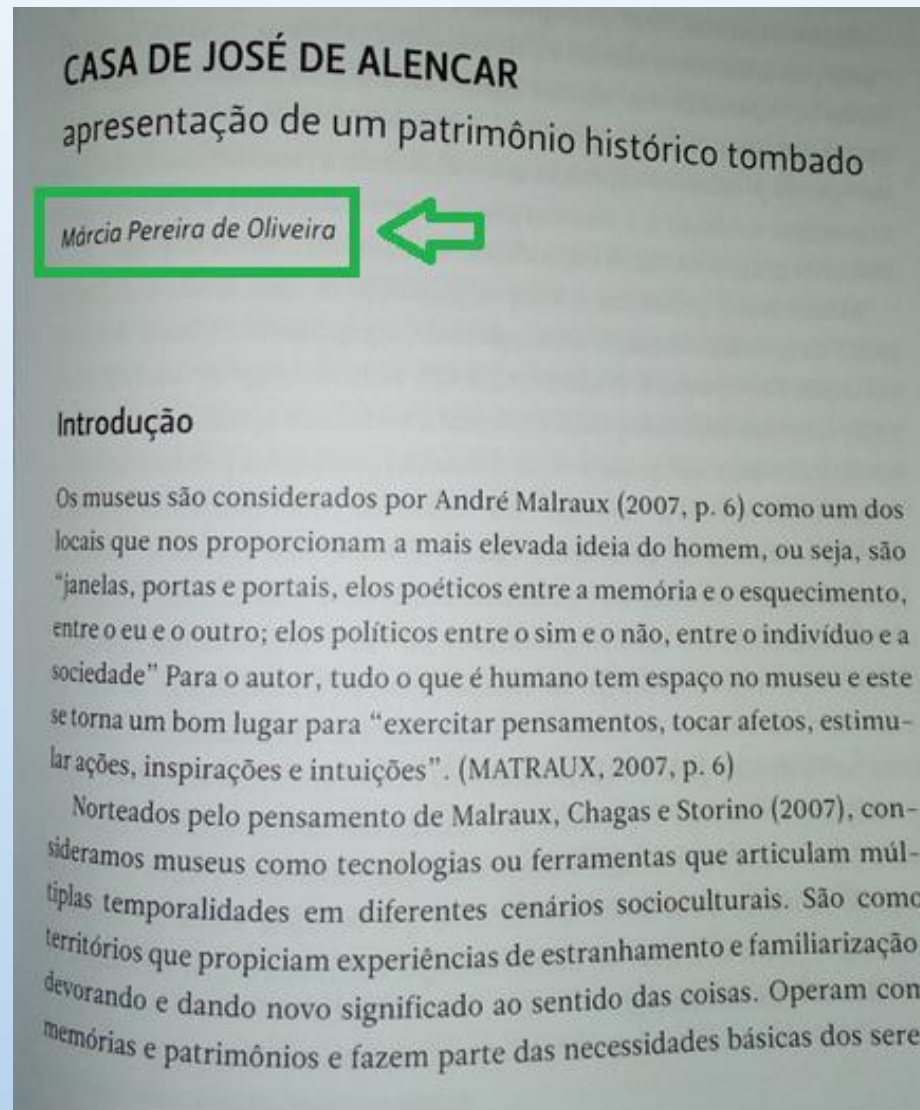 CASA DE JOSÉ DE ALENCAR
apresentação de um patrimônio histórico tombado
Márcia Pereira de Oliveira
Introdução
Os museus são considerados por André Malraux (2007, p. 6) como um dos
locais que nos proporcionam a mais elevada ideia do homem, ou seja, são
"janelas, portas e portais, elos poéticos entre a memória e o esquecimento,
entre o eu e o outro; elos políticos entre o sim e o não, entre o indivíduo e a
sociedade" Para o autor, tudo o que é humano tem espaço no museu e este
se torna um bom lugar para "exercitar pensamentos, tocar afetos, estimu-
lar ações, inspirações e intuições". (MATRAUX, 2007, p. 6)
Norteados pelo pensamento de Malraux, Chagas e Storino (2007), con-
sideramos museus como tecnologias ou ferramentas que articulam múl-
tiplas temporalidades em diferentes cenários socioculturais. São como
territórios que propiciam experiências de estranhamento e familiarização
devorando e dando novo significado ao sentido das coisas. Operam com
memórias e patrimônios e fazem parte das necessidades básicas dos sere